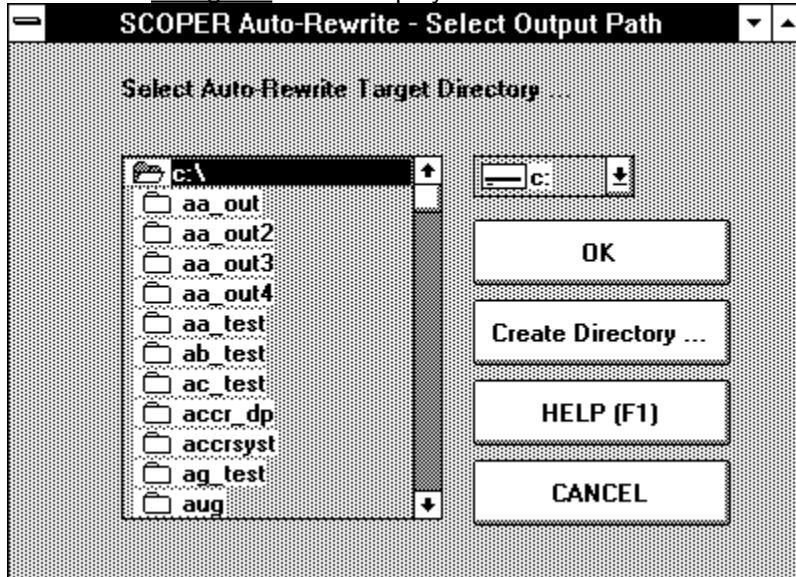 SCOPER Auto-Rewrite - Select Output Path
Select Auto-Rewrite Target Directory ...
c:\
aa_out
aa_out2
aa_out3
aa_out4
aa_test
ab_test
ac_test
accr_dp
accrsyst
ag_test
aug
c:
OK
Create Directory ...
HELP (F1)
CANCEL